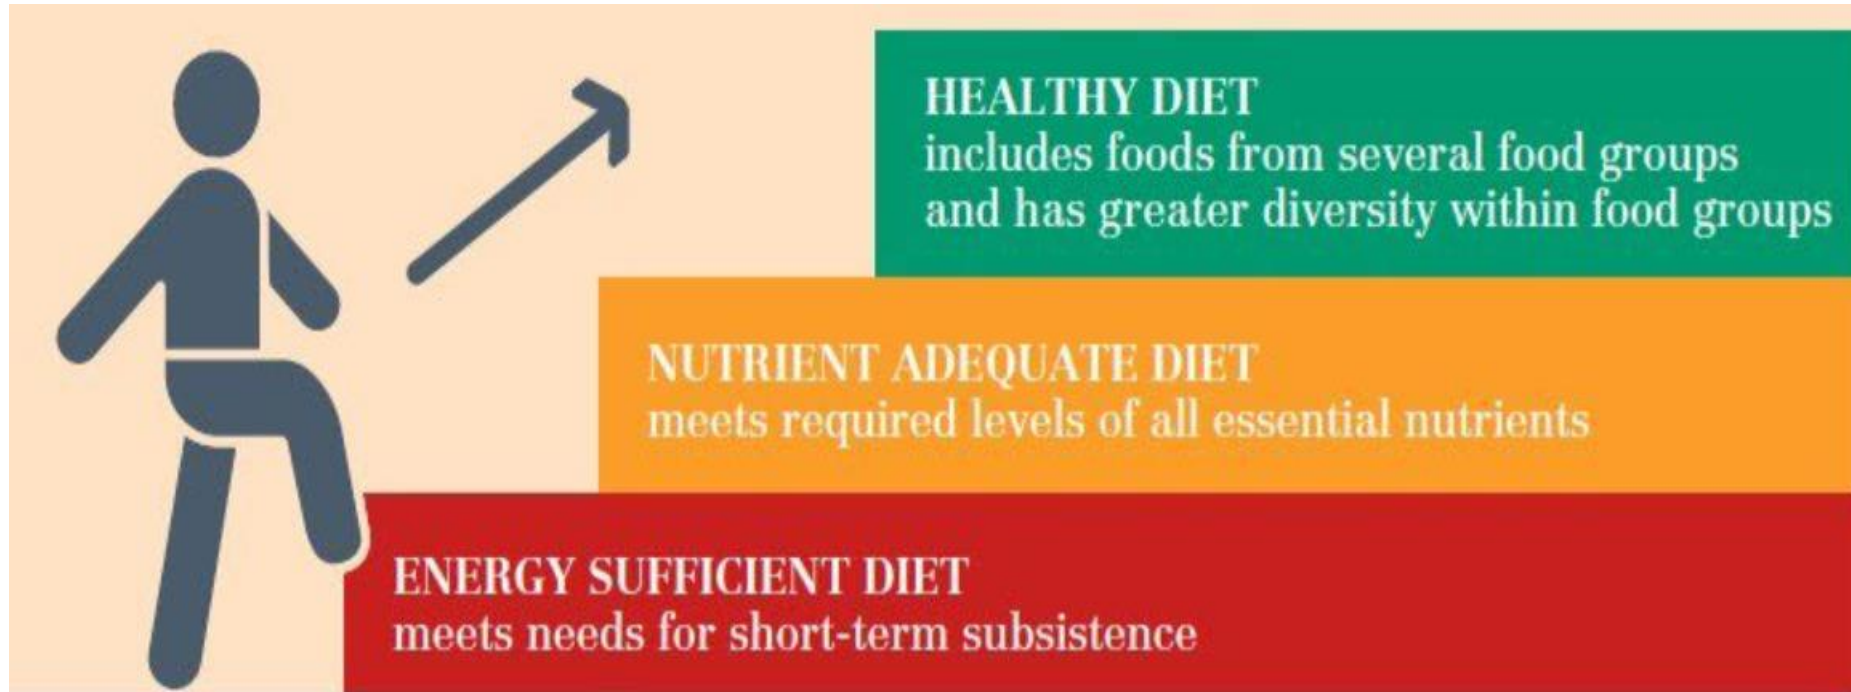 HEALTHY DIET
includes foods from several food groups
and has greater diversity within food groups
NUTRIENT ADEQUATE DIET
meets required levels of all essential nutrients
ENERGY SUFFICIENT DIET
meets needs for short-term subsistence